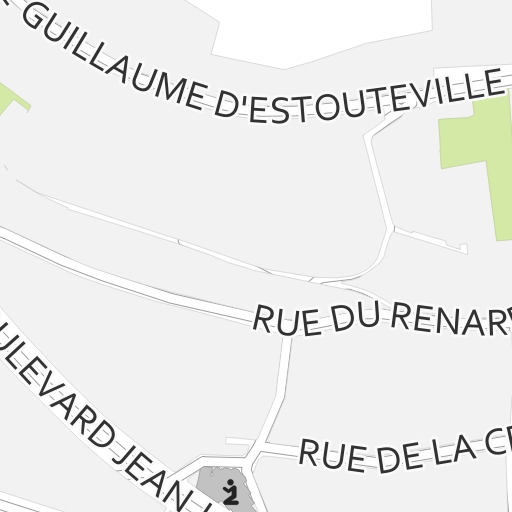 GUILLAUME D'ESTOUTEVILLE
RUE DU RENAR
ULEVARD JEAN J
RUE DE LA C